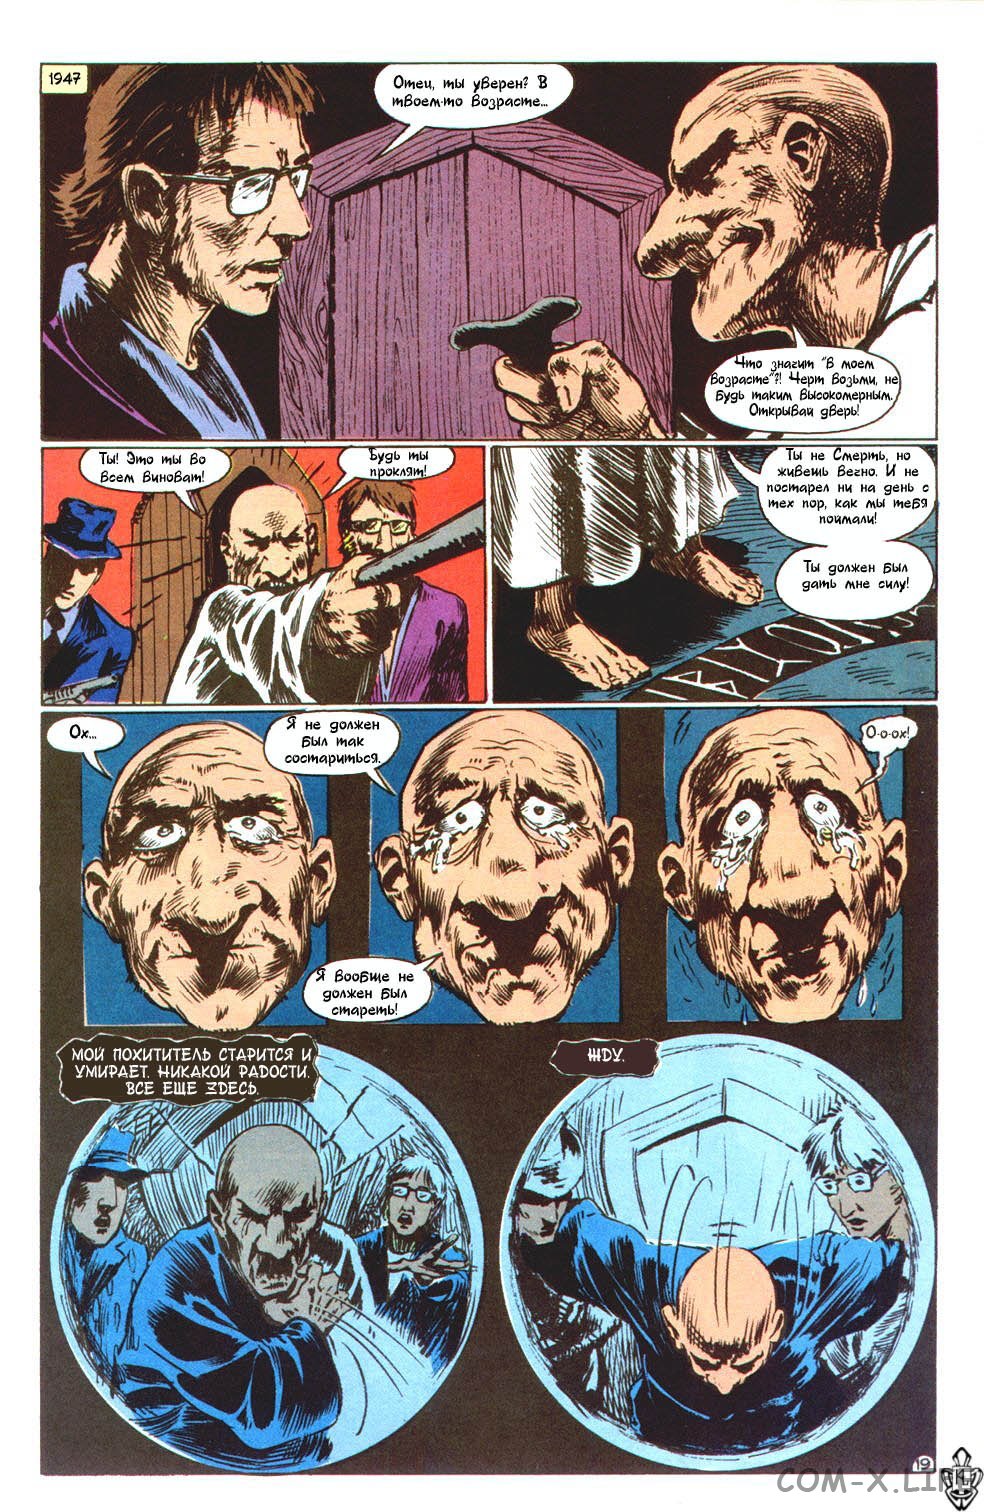 1947
Отец, ты уверен? В
твоем-то возрасте...
Что значит "в моем
возрасте"?! Черт возьми, не
будь таким высокомерным.
Открывай дверь!
Ты! Это ты во
всем виноват!
Будь ты
проклят!
Ты не Смерть, но
живешь вечно. И не
постарел ни на день с
тех пор, как мы тебя
поймали!
Ты должен был
дать мне силу!
Ох...
Я не должен
был так
состариться.
Я вообще не
должен был
стареть!
О-о-ох!
МОЙ ПОХИТИТЕЛЬ СТАРИТСЯ И
УМИРАЕТ. НИКАКОЙ РАДОСТИ.
ВСЕ ЕЩЕ ЗДЕСЬ.
ЖДУ.
19